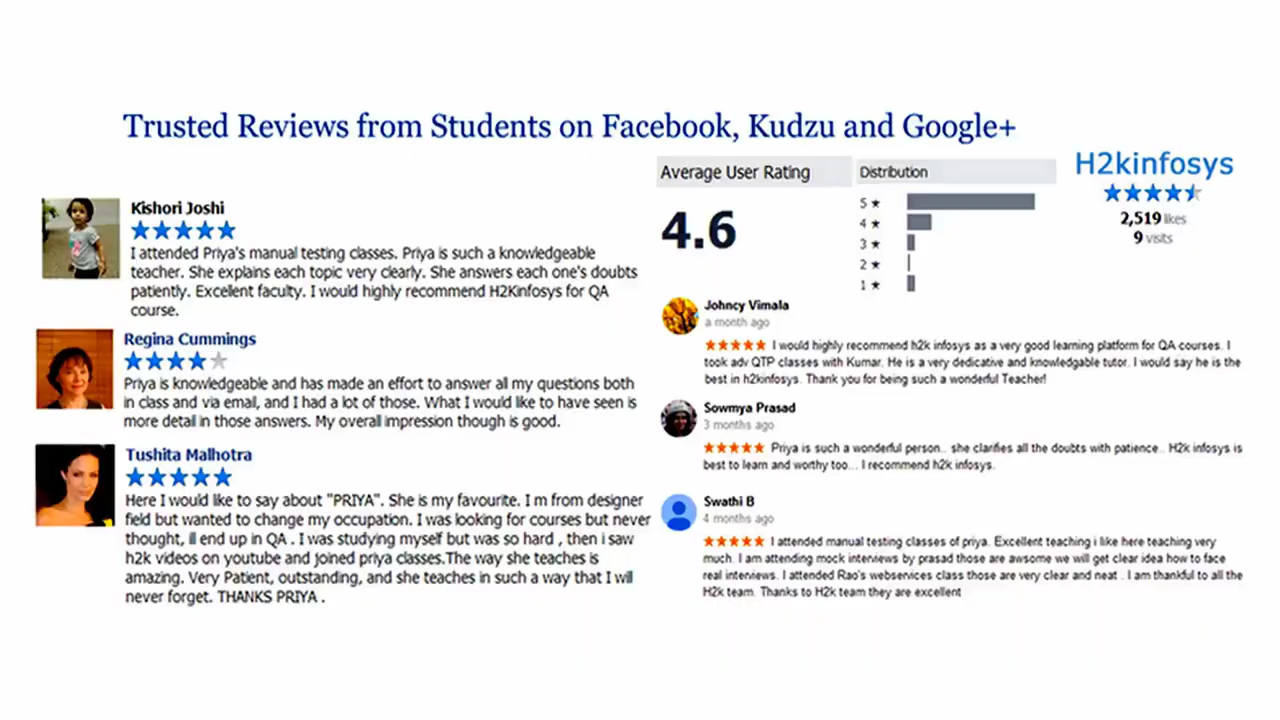 Trusted Reviews from Students on Facebook, Kudzu and Google+
Kishori Joshi
I attended Priya's manual testing classes. Priya is such a knowledgeable
teacher. She explains each topic very clearly. She answers each one's doubts
patiently. Excellent faculty. I would highly recommend H2Kinfosys for QA
course.
Regina Cummings
Priya is knowledgeable and has made an effort to answer all my questions both
in class and via email, and I had a lot of those. What I would like to have seen is
more detail in those answers. My overall impression though is good.
Tushita Malhotra
Here I would like to say about "PRIYA". She is my favourite. I m from designer
field but wanted to change my occupation. I was looking for courses but never
thought, ill end up in QA . I was studying myself but was so hard , then i saw
h2k videos on youtube and joined priya classes.The way she teaches is
amazing. Very Patient, outstanding, and she teaches in such a way that I will
never forget. THANKS PRIYA .
Average User Rating
4.6
Distribution
5 ★
4 ★
3 ★
2 ★
1 ★
H2kinfosys
2,519 likes
9 visits
Johncy Vimala
a month ago
I would highly recommend h2k infosys as a very good learning platform for QA courses. I
took adv QTP classes with Kumar. He is a very dedicative and knowledgable tutor. I would say he is the
best in h2kinfosys. Thank you for being such a wonderful Teacher!
Sowmya Prasad
3 months ago
Priya is such a wonderful person.. she clarifies all the doubts with patience.. H2k infosys is
best to learn and worthy too... I recommend h2k infosys.
Swathi B
4 months ago
I attended manual testing classes of priya. Excellent teaching i like here teaching very
much. I am attending mock interviews by prasad those are awsome we will get clear idea how to face
real interviews. I attended Rao's webservices class those are very clear and neat . I am thankful to all the
H2k team. Thanks to H2k team they are excellent